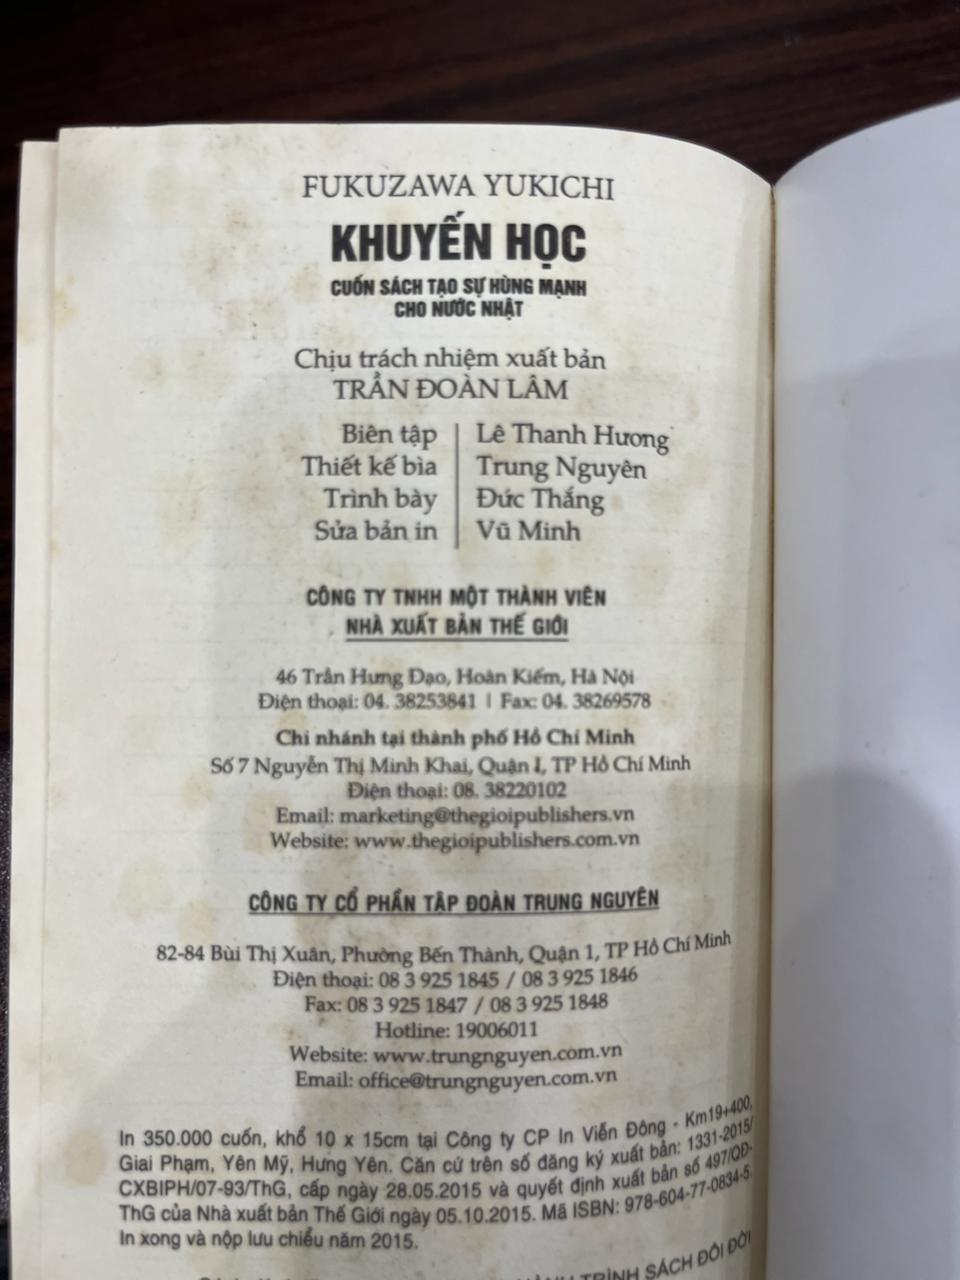 FUKUZAWA YUKICHI
KHUYẾN HỌC
CUỐN SÁCH TẠO SỰ HÙNG MẠNH
CHO NƯỚC NHẬT
Chịu trách nhiệm xuất bản
TRẦN ĐOÀN LÂM
Biên tập | Lê Thanh Hương
Thiết kế bìa | Trung Nguyên
Trình bày | Đức Thắng
Sửa bản in | Vũ Minh
CÔNG TY TNHH MỘT THÀNH VIÊN
NHÀ XUẤT BẢN THẾ GIỚI
46 Trần Hưng Đạo, Hoàn Kiếm, Hà Nội
Điện thoại: 04. 38253841 | Fax: 04. 38269578
Chi nhánh tại thành phố Hồ Chí Minh
Số 7 Nguyễn Thị Minh Khai, Quận I, TP Hồ Chí Minh
Điện thoại: 08. 38220102
Email: marketing@thegioipublishers.vn
Website: www.thegioipublishers.com.vn
CÔNG TY CỔ PHẦN TẬP ĐOÀN TRUNG NGUYÊN
82-84 Bùi Thị Xuân, Phường Bến Thành, Quận 1, TP Hồ Chí Minh
Điện thoại: 08 3 925 1845 / 08 3 925 1846
Fax: 08 3 925 1847 / 08 3 925 1848
Hotline: 19006011
Website: www.trungnguyen.com.vn
Email: office@trungnguyen.com.vn
In 350.000 cuốn, khổ 10 x 15cm tại Công ty CP In Viễn Đông - Km19+400,
Giai Phạm, Yên Mỹ, Hưng Yên. Căn cứ trên số đăng ký xuất bản: 1331-2015/
CXBIPH/07-93/ThG, cấp ngày 28.05.2015 và quyết định xuất bản số 497/QĐ-
ThG của Nhà xuất bản Thế Giới ngày 05.10.2015. Mã ISBN: 978-604-77-0834-5.
In xong và nộp lưu chiểu năm 2015.
TRÌNH SÁCH ĐỔI ĐỜI